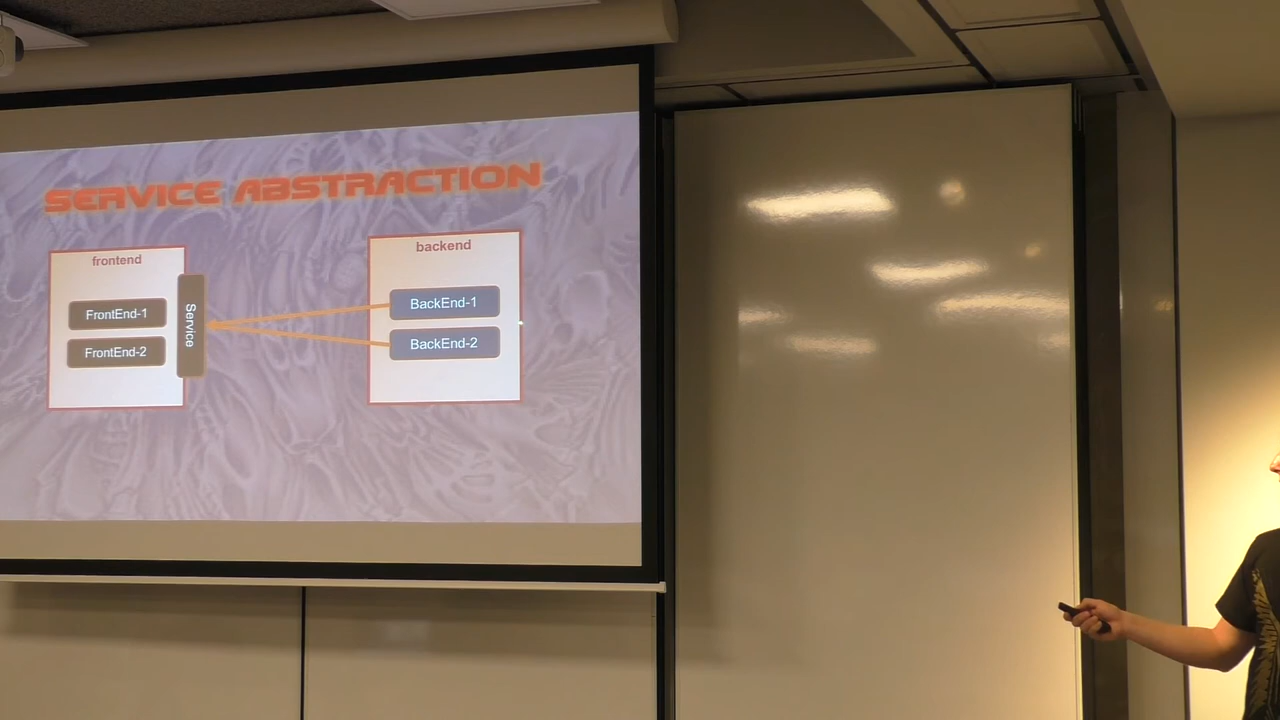 SERVICE ABSTRACTION
frontend
FrontEnd-1
FrontEnd-2
Service
backend
BackEnd-1
BackEnd-2